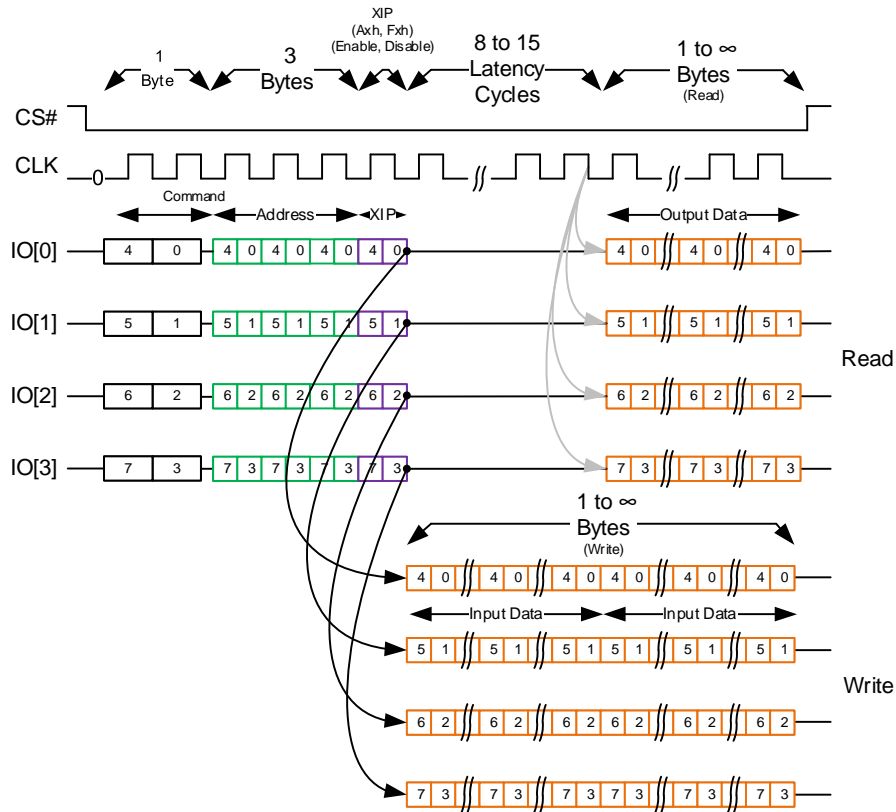 1
Byte
3
Bytes
XIP
(Axh, Fxh)
(Enable, Disable)
8 to 15
Latency
Cycles
1 to ∞
Bytes
(Read)
CS#
CLK
0
Command
Address
XIP
Output Data
IO[0]
4 0 4 0 4 0 4 0 4 0 4 0 4 0 4 0
IO[1]
5 1 5 1 5 1 5 1 5 1 5 1 5 1 5 1
IO[2]
6 2 6 2 6 2 6 2 6 2 6 2 6 2 6 2
IO[3]
7 3 7 3 7 3 7 3 7 3 7 3 7 3 7 3
Read
1 to ∞
Bytes
(Write)
4 0 4 0 4 0 4 0 4 0 4 0
Input Data
Input Data
5 1 5 1 5 1 5 1 5 1 5 1
Write
6 2 6 2 6 2 6 2 6 2 6 2
7 3 7 3 7 3 7 3 7 3 7 3